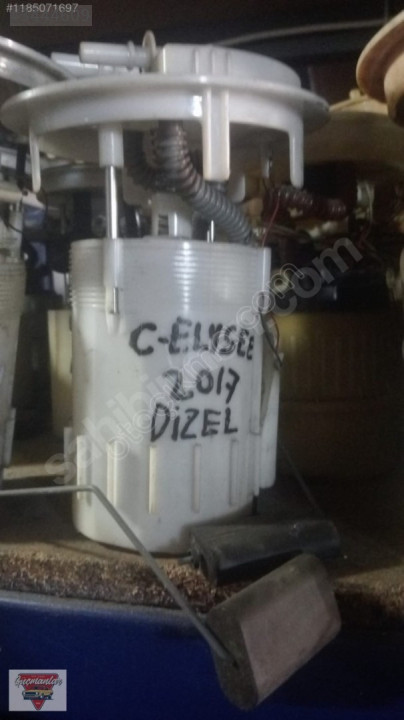 #1185071697
C-ELYSEE
2017
DİZEL
sahibinden.com